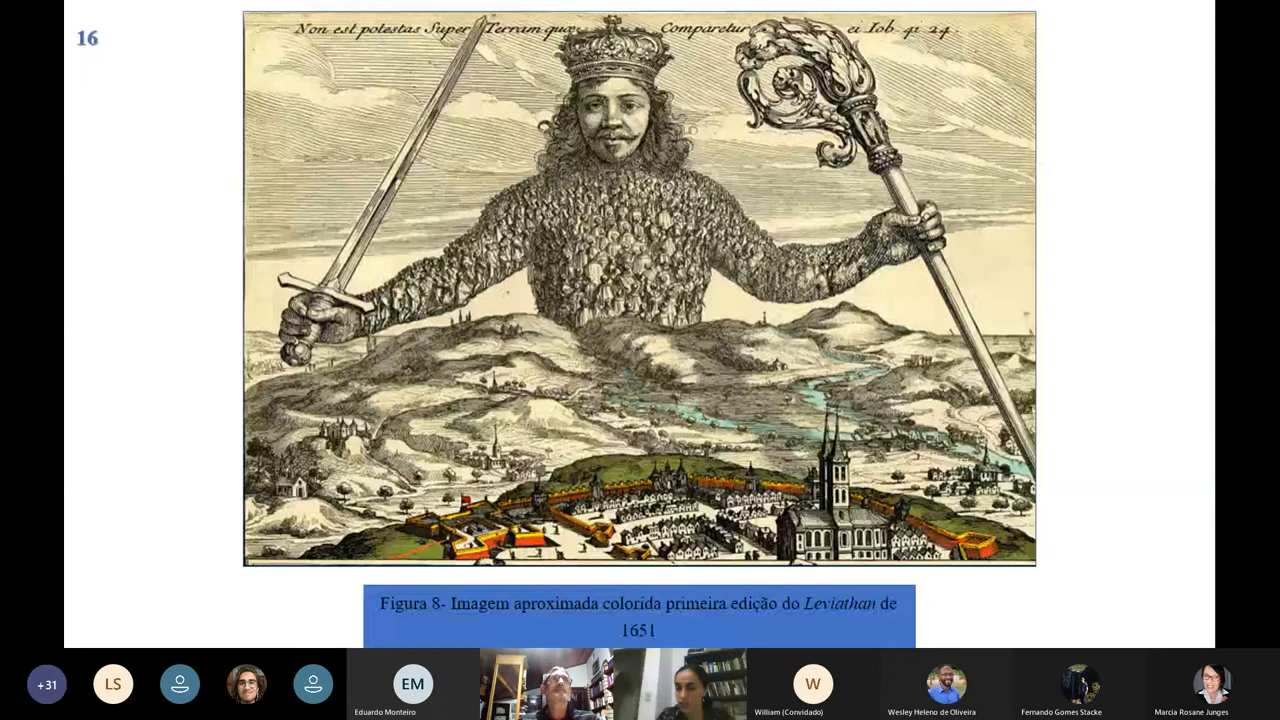 16
Non est potestas Super Terram quæ Comparetur ei Iob 41 24
Figura 8- Imagem aproximada colorida primeira edição do Leviathan de
1651
+31
LS
EM
W
Eduardo Monteiro
William (Convidado)
Wesley Heleno de Oliveira
Fernando Gomes Stacke
Marcia Rosane Junges